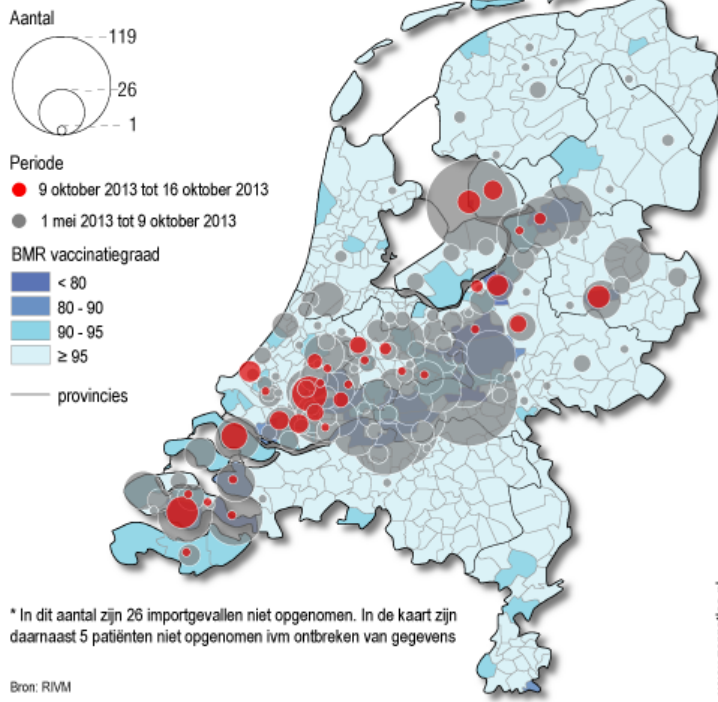 Aantal
119
26
1
Periode
9 oktober 2013 tot 16 oktober 2013
1 mei 2013 tot 9 oktober 2013
BMR vaccinatiegraad
< 80
80 - 90
90 - 95
≥ 95
provincies
* In dit aantal zijn 26 importgevallen niet opgenomen. In de kaart zijn
daarnaast 5 patiënten niet opgenomen ivm ontbreken van gegevens
Bron: RIVM